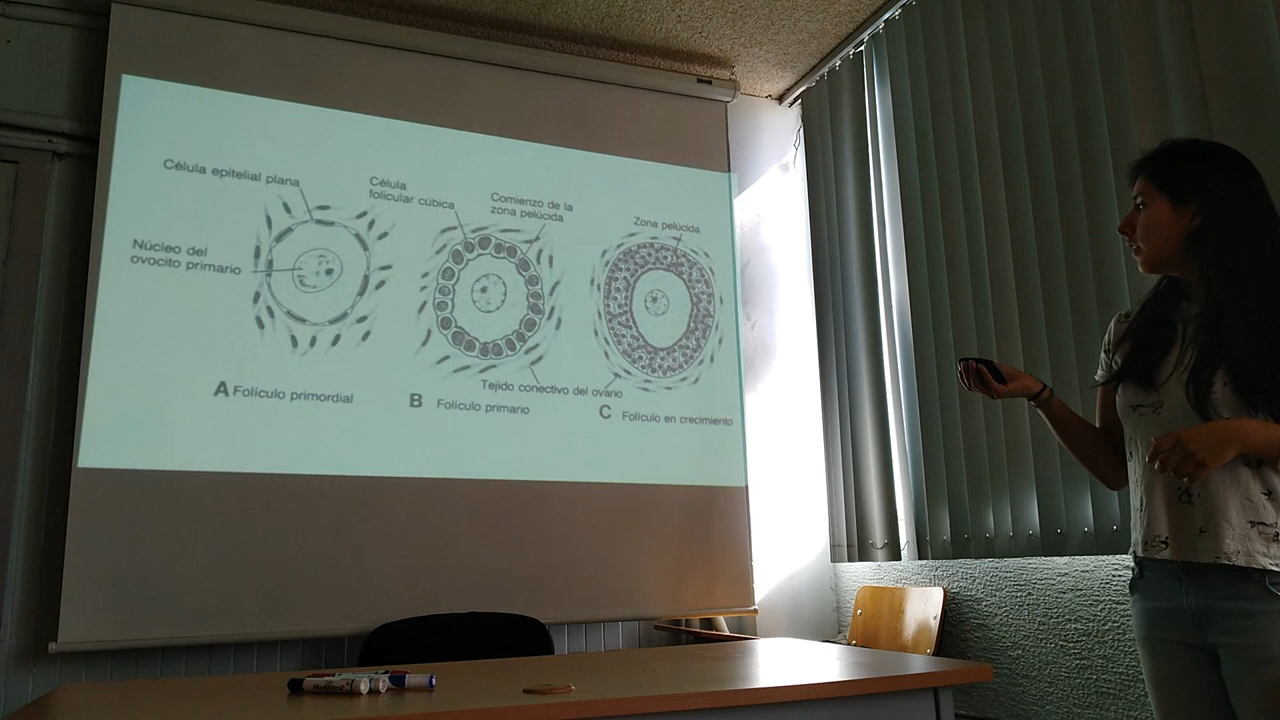 Célula epitelial plana
Célula
folicular cúbica
Comienzo de la
zona pelúcida
Zona pelúcida
Núcleo del
ovocito primario
Tejido conectivo del ovario
A Folículo primordial
B Folículo primario
C Folículo en crecimiento